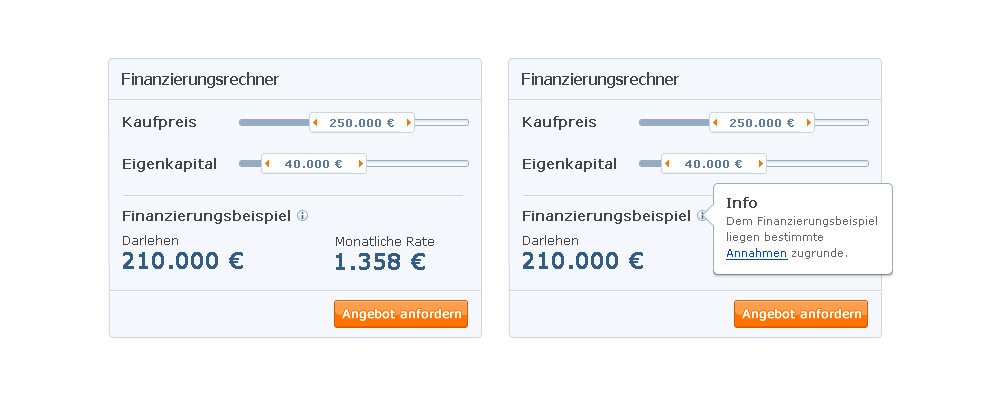 Finanzierungsrechner
Kaufpreis
250.000 €
Eigenkapital
40.000 €
Finanzierungsbeispiel
Darlehen
Monatliche Rate
210.000 €
1.358 €
Angebot anfordern
Finanzierungsrechner
Kaufpreis
250.000 €
Eigenkapital
40.000 €
Finanzierungsbeispiel
Info
Dem Finanzierungsbeispiel
liegen bestimmte
Annahmen zugrunde.
Darlehen
210.000 €
Angebot anfordern